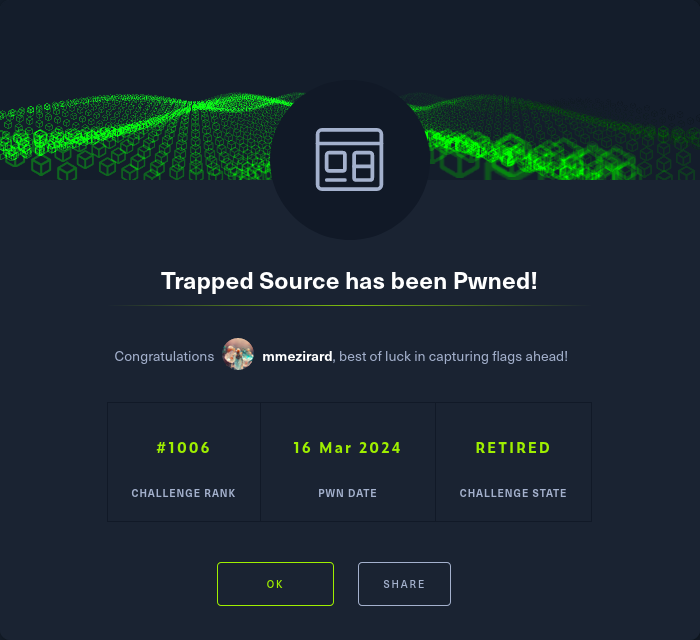 Trapped Source has been Pwned!
Congratulations mmezirard, best of luck in capturing flags ahead!
#1006 16 Mar 2024 RETIRED
CHALLENGE RANK PWN DATE CHALLENGE STATE
OK SHARE